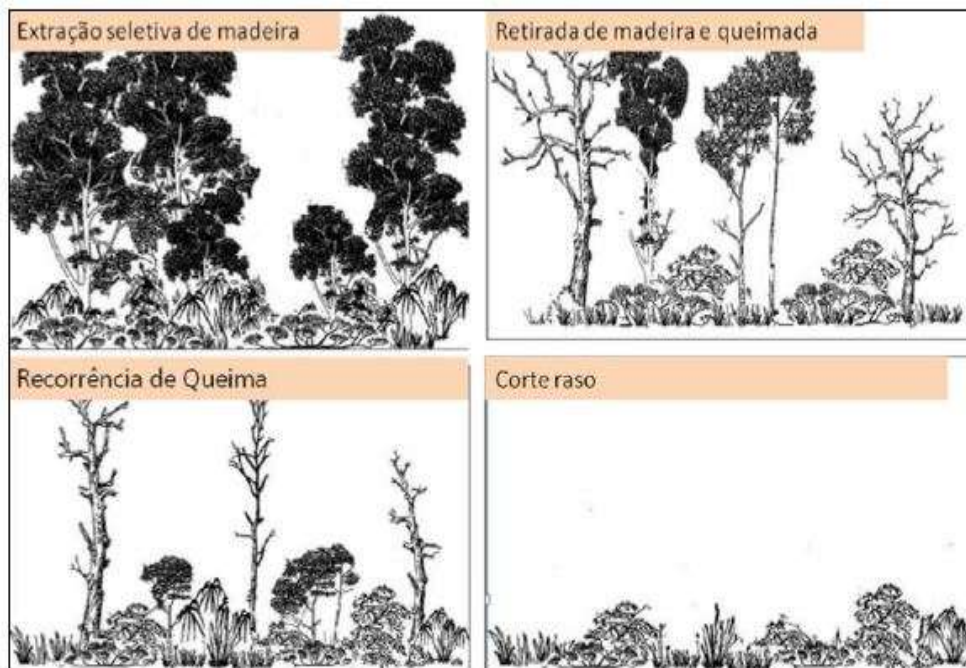 Extração seletiva de madeira
Retirada de madeira e queimada
Recorrência de Queima
Corte raso